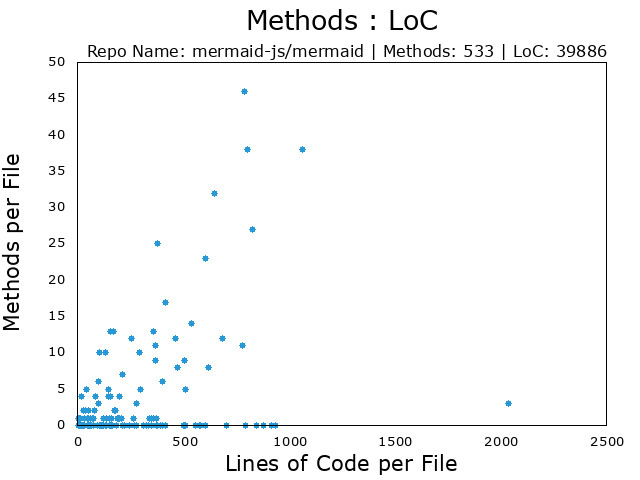 Methods : LoC
Repo Name: mermaid-js/mermaid | Methods: 533 | LoC: 39886
50
45
40
35
30
25
20
15
10
5
0
Methods per File
0 500 1000 1500 2000 2500
Lines of Code per File